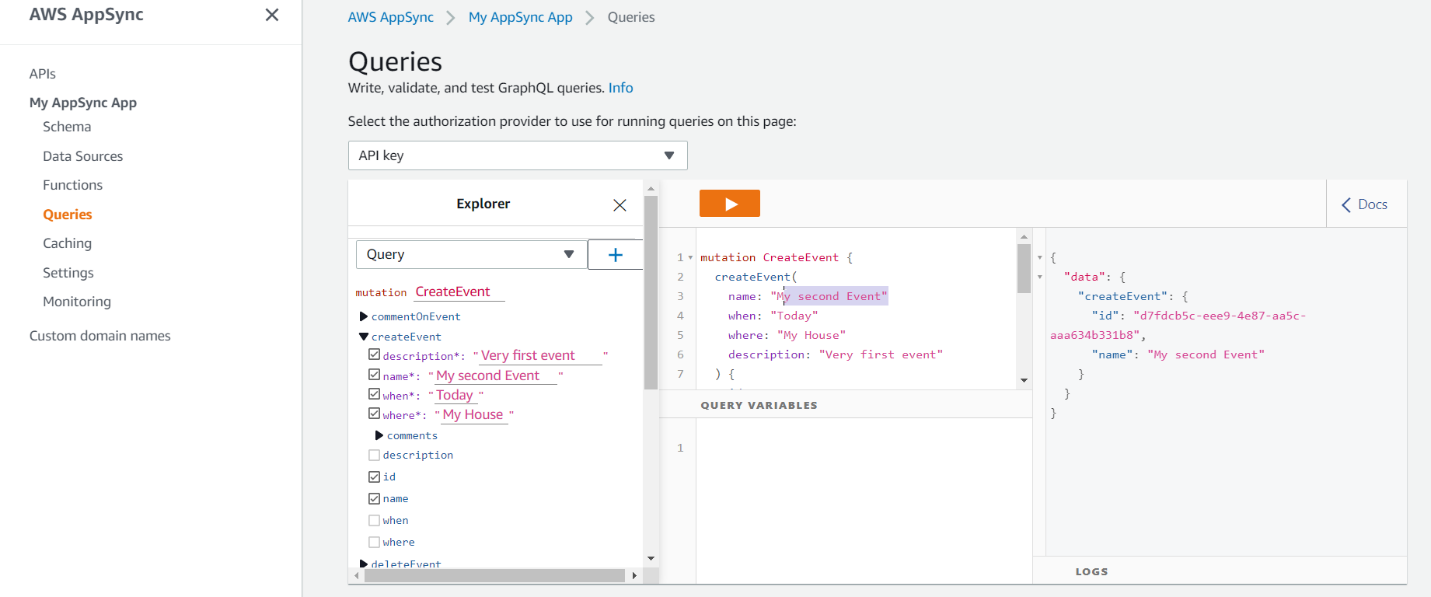 AWS AppSync
APIs
My AppSync App
Schema
Data Sources
Functions
Queries
Caching
Settings
Monitoring
Custom domain names
AWS AppSync > My AppSync App > Queries
Queries
Write, validate, and test GraphQL queries. Info
Select the authorization provider to use for running queries on this page:
API key
Explorer
Query
mutation CreateEvent
commentOnEvent
createEvent
description*: "Very first event"
name*: "My second Event"
when*: "Today"
where*: "My House"
comments
description
id
name
when
where
deleteEvent
Docs
1 mutation CreateEvent {
2 createEvent(
3 name: "My second Event"
4 when: "Today"
5 where: "My House"
6 description: "Very first event"
7 ) {
QUERY VARIABLES
1
{
"data": {
"createEvent": {
"id": "d7fdcb5c-eee9-4e87-aa5c-
aaa634b331b8",
"name": "My second Event"
}
}
}
LOGS